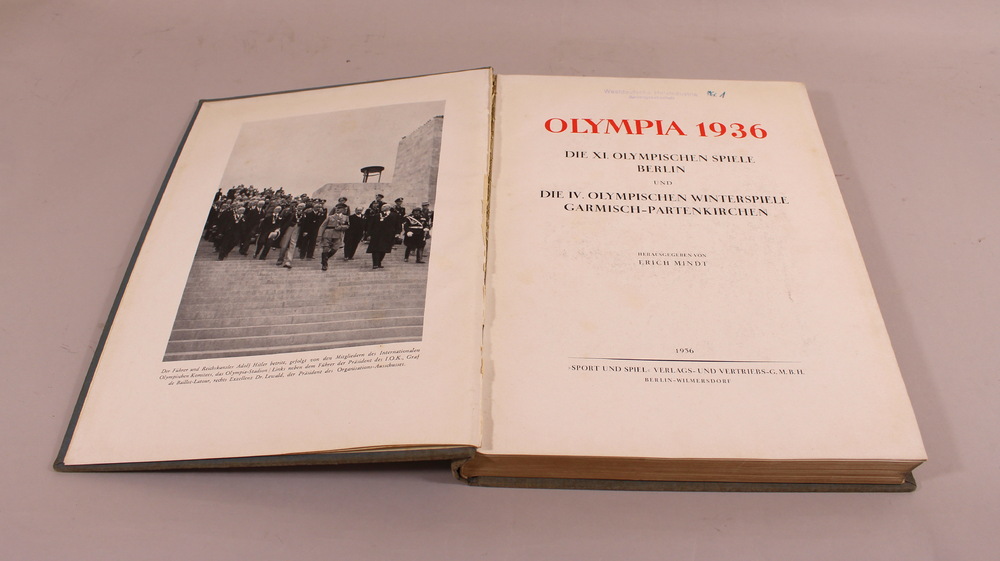 Der Führer und Reichskanzler Adolf Hitler betritt, gefolgt von den Mitgliedern des Internationalen
Olympischen Komitees, das Olympia-Stadion; Links neben dem Führer der Präsident des I.O.K., Graf
de Baillet-Latour, rechts Exzellenz Dr. Lewald, der Präsident des Organisations-Ausschusses.
OLYMPIA 1936
DIE XI. OLYMPISCHEN SPIELE
BERLIN
UND
DIE IV. OLYMPISCHEN WINTERSPIELE
GARMISCH-PARTENKIRCHEN
HERAUSGEGEBEN VON
ERICH MINDT
1936
»SPORT UND SPIEL« VERLAGS- UND VERTRIEBS-G.M.B.H.
BERLIN-WILMERSDORF